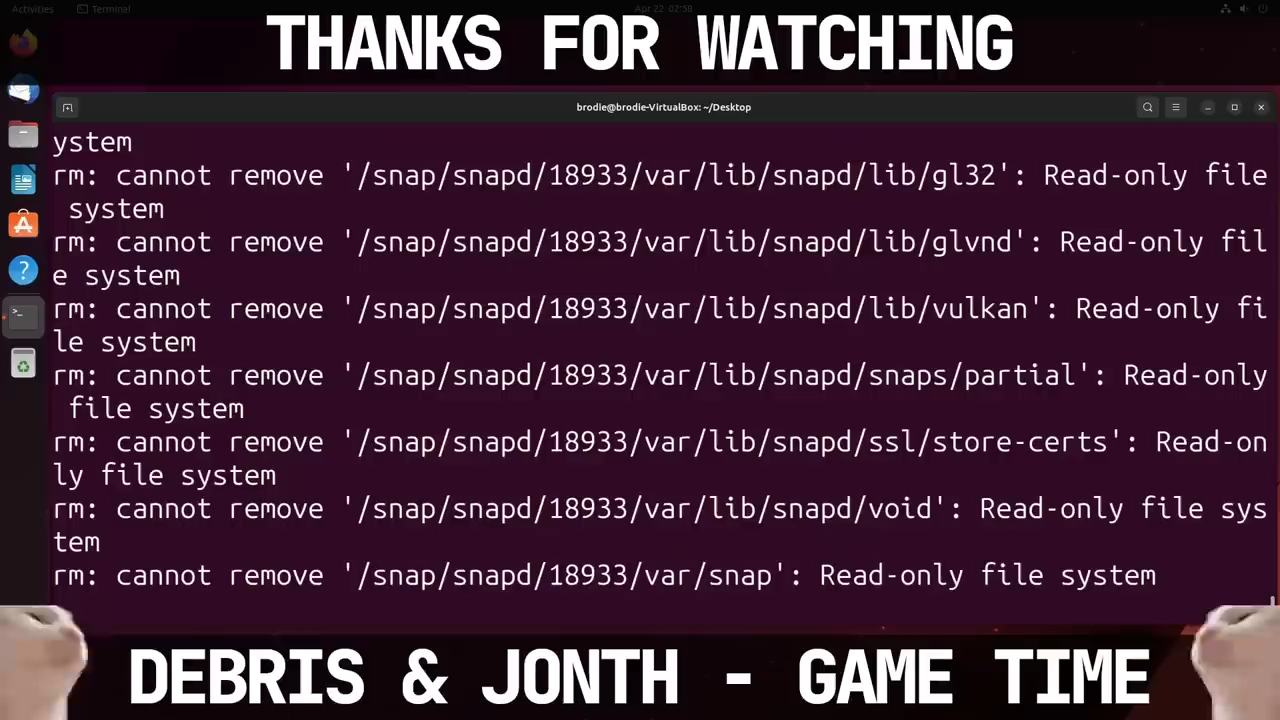 Activities
Terminal
Apr 22 02:58
THANKS FOR WATCHING
brodie@brodie-VirtualBox: ~/Desktop
ystem
rm: cannot remove '/snap/snapd/18933/var/lib/snapd/lib/gl32': Read-only file
 system
rm: cannot remove '/snap/snapd/18933/var/lib/snapd/lib/glvnd': Read-only fil
e system
rm: cannot remove '/snap/snapd/18933/var/lib/snapd/lib/vulkan': Read-only fi
le system
rm: cannot remove '/snap/snapd/18933/var/lib/snapd/snaps/partial': Read-only
 file system
rm: cannot remove '/snap/snapd/18933/var/lib/snapd/ssl/store-certs': Read-on
ly file system
rm: cannot remove '/snap/snapd/18933/var/lib/snapd/void': Read-only file sys
tem
rm: cannot remove '/snap/snapd/18933/var/snap': Read-only file system
DEBRIS & JONTH - GAME TIME